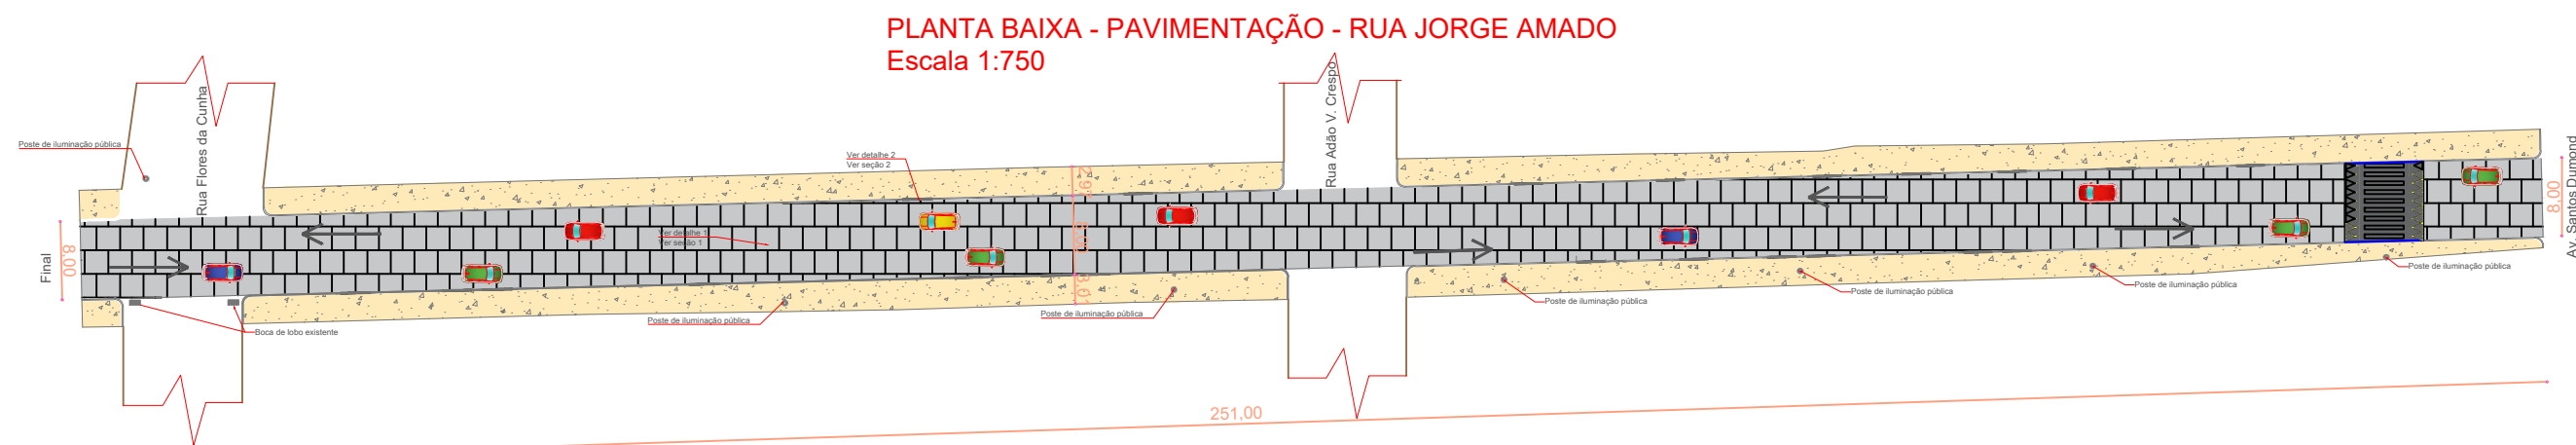 PLANTA BAIXA - PAVIMENTAÇÃO - RUA JORGE AMADO
Escala 1:750
Poste de iluminação pública
Rua Flores da Cunha
Ver detalhe 2
Ver seção 2
Rua Adão V. Crespo
Av. Santos Dumond
Final
8,00
Ver detalhe 1
Ver seção 1
8,00
8,00
Boca de lobo existente
Poste de iluminação pública
Poste de iluminação pública
Poste de iluminação pública
Poste de iluminação pública
Poste de iluminação pública
Poste de iluminação pública
251,00